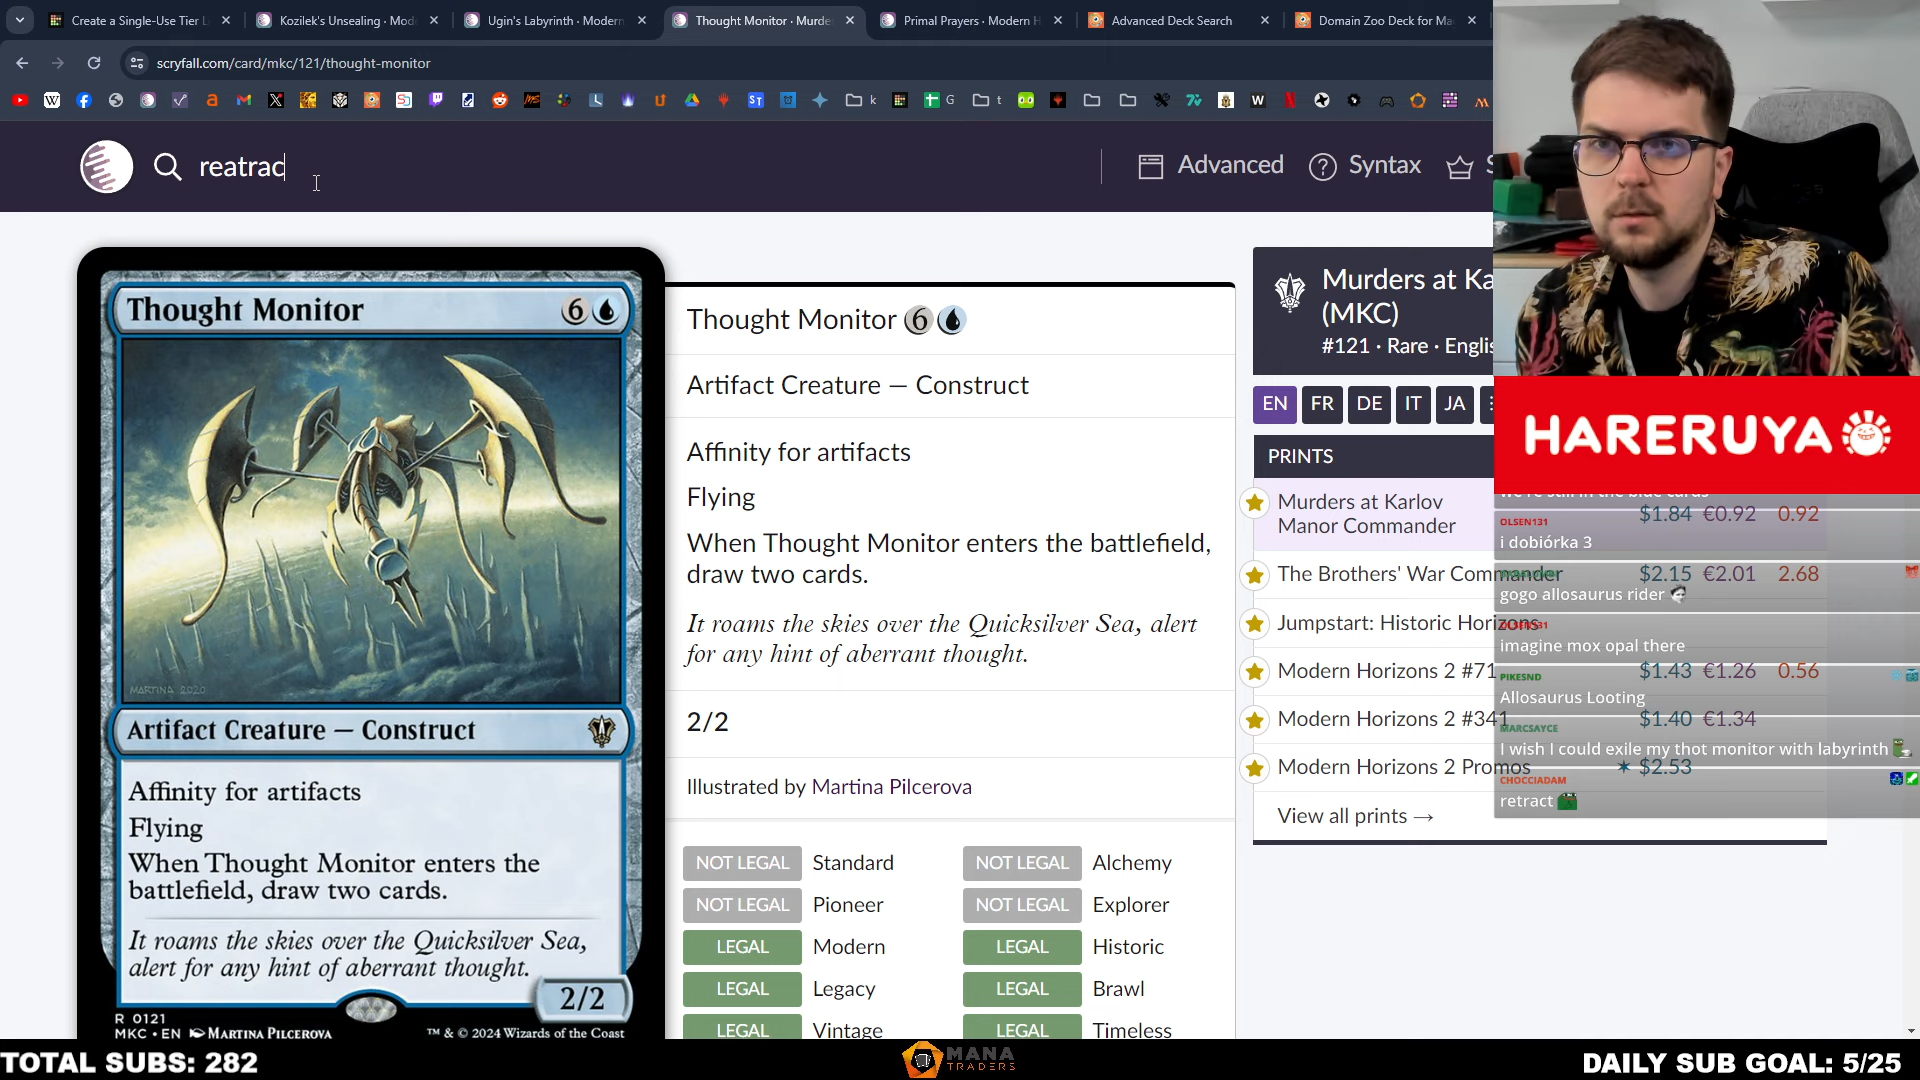 Create a Single-Use Tier L
Kozilek's Unsealing · Mod
Ugin's Labyrinth · Modern
Thought Monitor · Murde
Primal Prayers · Modern H
Advanced Deck Search
Domain Zoo Deck for Ma
scryfall.com/card/mkc/121/thought-monitor
k
G
t
reatrac
Advanced
Syntax
S
Thought Monitor 6
Artifact Creature — Construct
Affinity for artifacts
Flying
When Thought Monitor enters the
battlefield, draw two cards.
It roams the skies over the Quicksilver Sea,
alert for any hint of aberrant thought.
2/2
R 0121
MKC • EN MARTINA PILCEROVA
™ & © 2024 Wizards of the Coast
MARTINA 2020
Thought Monitor 6
Artifact Creature — Construct
Affinity for artifacts
Flying
When Thought Monitor enters the battlefield,
draw two cards.
It roams the skies over the Quicksilver Sea, alert
for any hint of aberrant thought.
2/2
Illustrated by Martina Pilcerova
NOT LEGAL Standard NOT LEGAL Alchemy
NOT LEGAL Pioneer NOT LEGAL Explorer
LEGAL Modern LEGAL Historic
LEGAL Legacy LEGAL Brawl
LEGAL Vintage LEGAL Timeless
Murders at Ka
(MKC)
#121 · Rare · Englis
EN FR DE IT JA
PRINTS
Murders at Karlov
Manor Commander $1.84 €0.92 0.92
The Brothers' War Commander $2.15 €2.01 2.68
Jumpstart: Historic Horizons
Modern Horizons 2 #71 $1.43 €1.26 0.56
Modern Horizons 2 #341 $1.40 €1.34
Modern Horizons 2 Promos $2.53
View all prints →
HARERUYA
we're still in the blue cards
OLSEN131
i dobiórka 3
gogo allosaurus rider
imagine mox opal there
PIKESND
Allosaurus Looting
MARCSAYCE
I wish I could exile my thot monitor with labyrinth
CHOCCIADAM
retract
TOTAL SUBS: 282
MANA
TRADERS
DAILY SUB GOAL: 5/25